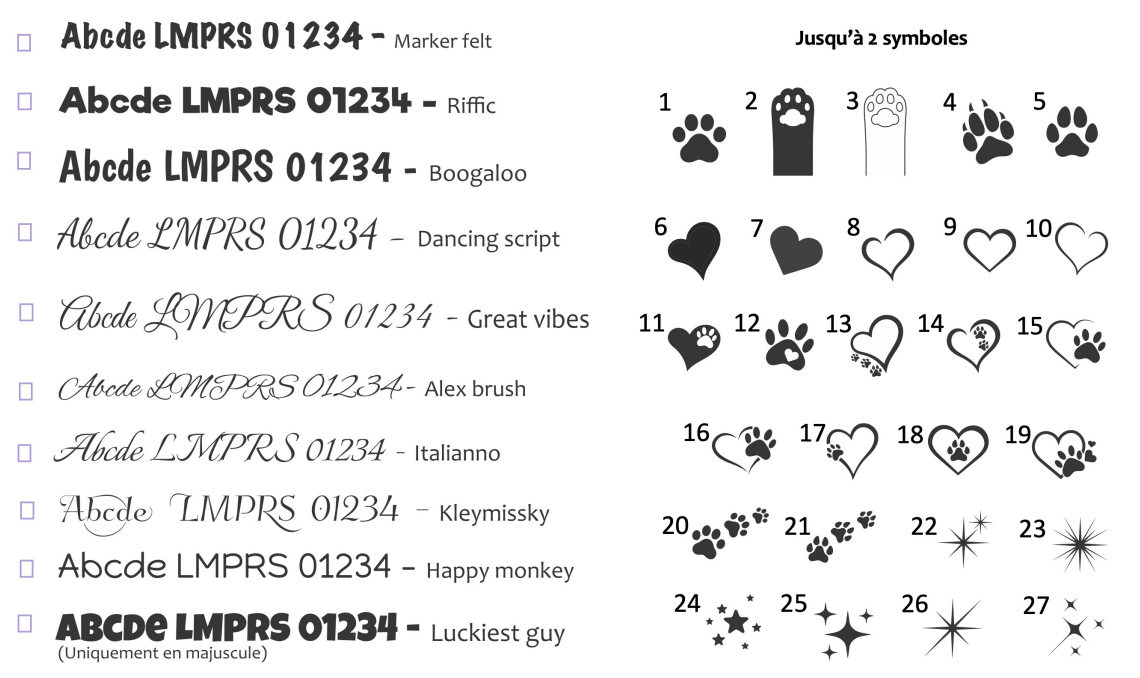 Abcde LMPRS 01234 - Marker felt
Abcde LMPRS 01234 - Riffic
Abcde LMPRS 01234 - Boogaloo
Abcde LMPRS 01234 - Dancing script
Abcde LMPRS 01234 - Great vibes
Abcde LMPRS 01234 - Alex brush
Abcde LMPRS 01234 - Italianno
Abcde LMPRS 01234 - Kleymissky
Abcde LMPRS 01234 - Happy monkey
ABCDe LMPRS 01234 - Luckiest guy
(Uniquement en majuscule)
Jusqu'à 2 symboles
1 2 3 4 5
6 7 8 9 10
11 12 13 14 15
16 17 18 19
20 21 22 23
24 25 26 27